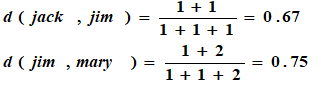 d ( jack , jim ) = 1 + 1 / 1 + 1 + 1 = 0.67
d ( jim , mary ) = 1 + 2 / 1 + 1 + 2 = 0.75